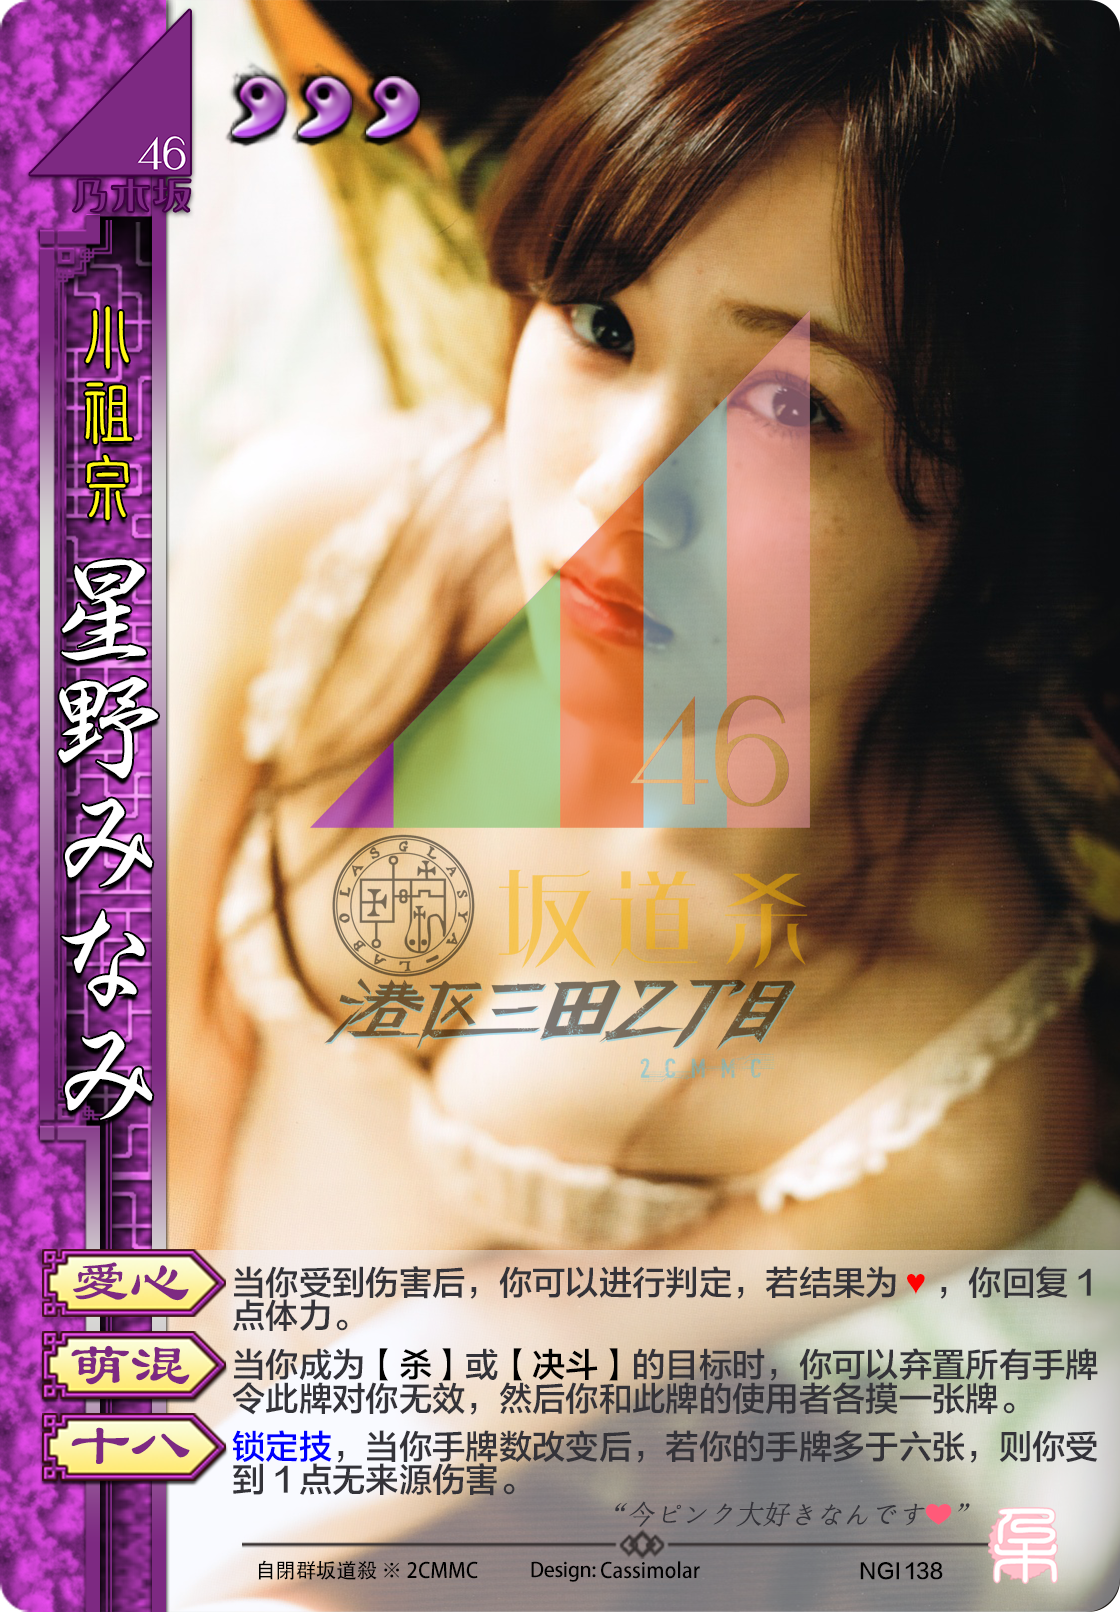 46
乃木坂
小祖宗
星野みなみ
46
GLASYA-LABOLAS
坂道杀
港区三田乙丁目
2CMMC
愛心
当你受到伤害后，你可以进行判定，若结果为♥，你回复1
点体力。
萌混
当你成为【杀】或【决斗】的目标时，你可以弃置所有手牌
令此牌对你无效，然后你和此牌的使用者各摸一张牌。
十八
锁定技，当你手牌数改变后，若你的手牌多于六张，则你受
到1点无来源伤害。
“今ピンク大好きなんです❤”
自閉群坂道殺 ※ 2CMMC
Design: Cassimolar
NGI138